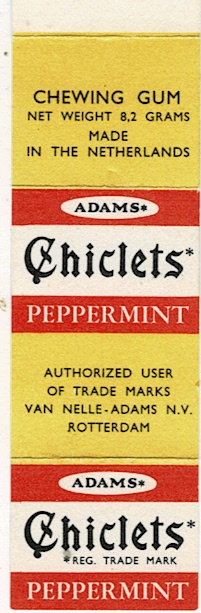 CHEWING GUM
NET WEIGHT 8,2 GRAMS
MADE
IN THE NETHERLANDS
ADAMS*
Chiclets*
PEPPERMINT
AUTHORIZED USER
OF TRADE MARKS
VAN NELLE-ADAMS N.V.
ROTTERDAM
ADAMS*
Chiclets*
*REG. TRADE MARK
PEPPERMINT